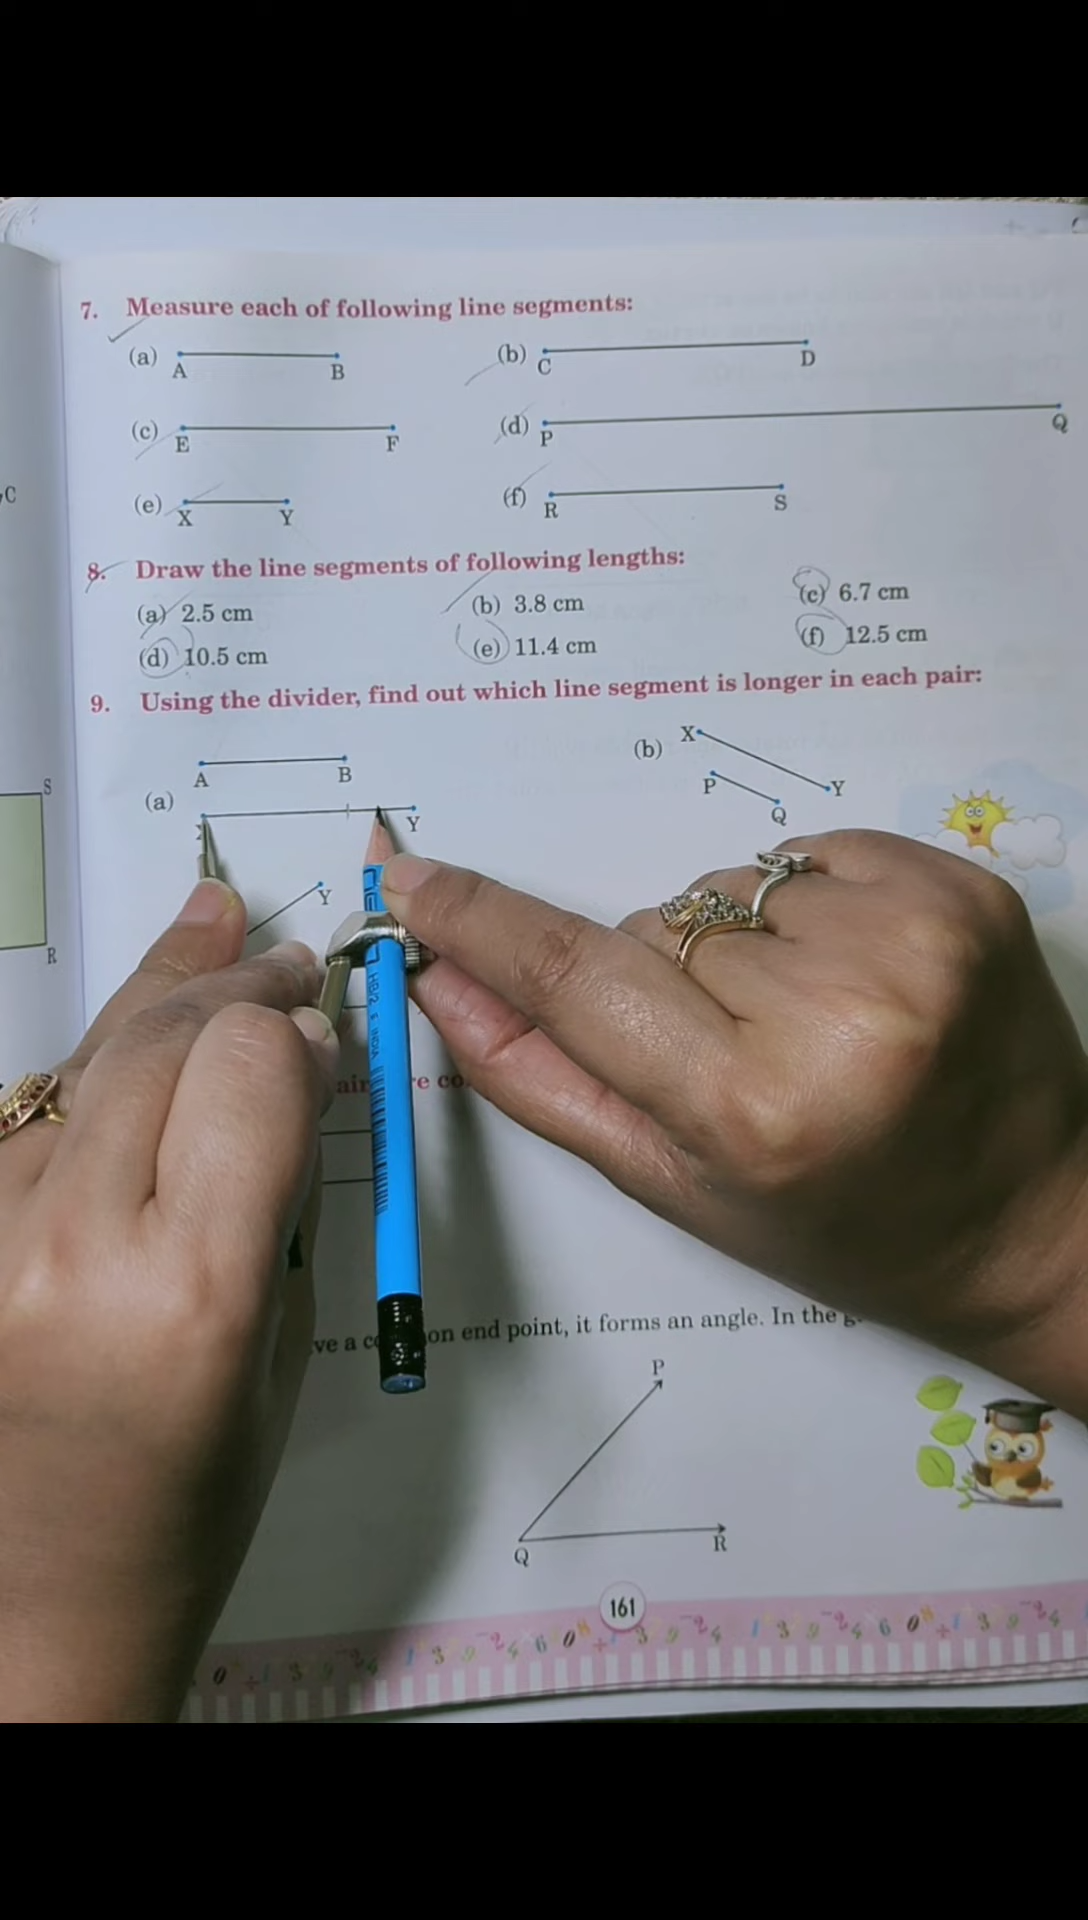 7. Measure each of following line segments:
(a) A B (b) C D
(c) E F (d) P Q
(e) X Y (f) R S
C
8. Draw the line segments of following lengths:
(a) 2.5 cm (b) 3.8 cm (c) 6.7 cm
(d) 10.5 cm (e) 11.4 cm (f) 12.5 cm
9. Using the divider, find out which line segment is longer in each pair:
(a) A B
Y
(b) X Y
P Q
S
Y
R
HB/2
INDIA
on end point, it forms an angle. In the
P
Q R
161